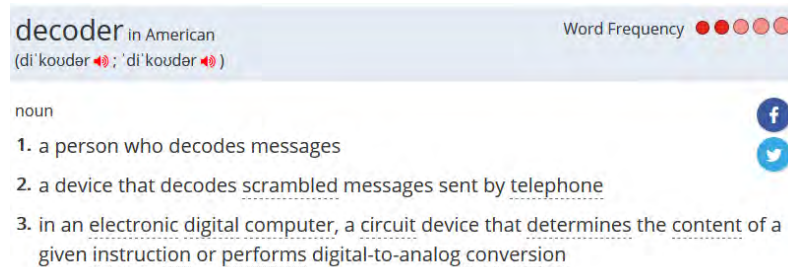 decoder in American
Word Frequency
(diˈkoʊdər ; ˈdiˈkoʊdər )
noun
1. a person who decodes messages
2. a device that decodes scrambled messages sent by telephone
3. in an electronic digital computer, a circuit device that determines the content of a
given instruction or performs digital-to-analog conversion